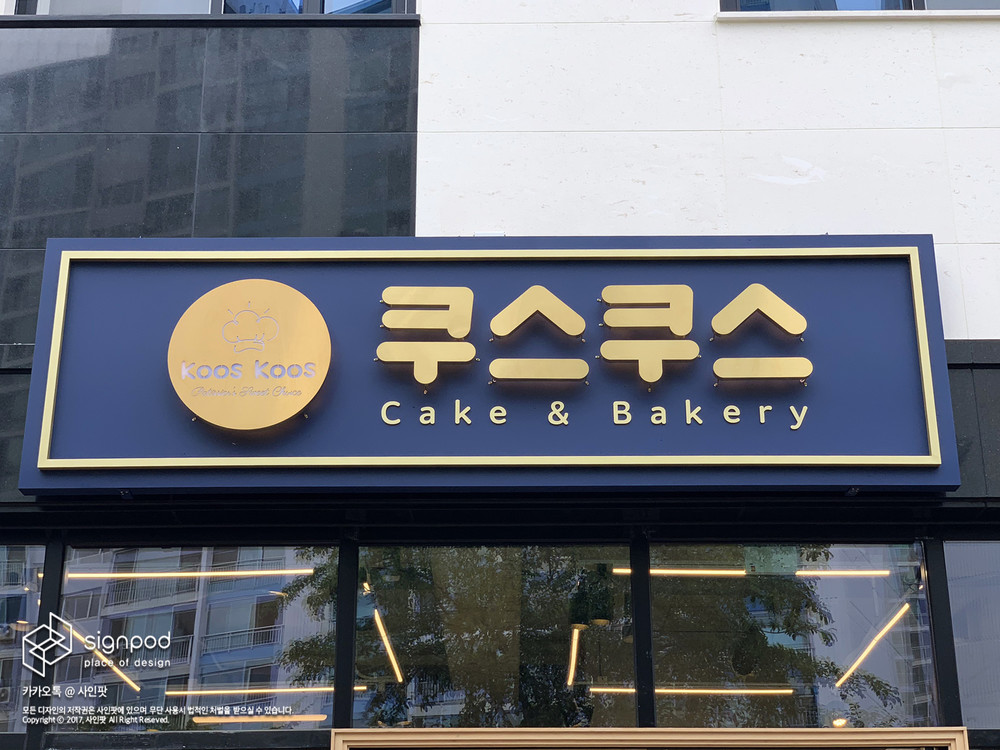 쿠스쿠스
Koos Koos
Cake & Bakery
signpod
place of design
카카오톡 @ 사인팟
모든 디자인의 저작권은 사인팟에 있으며 무단 사용시 법적인 처벌을 받으실 수 있습니다.
Copyright © 2017, 사인팟 All Right Reseved.